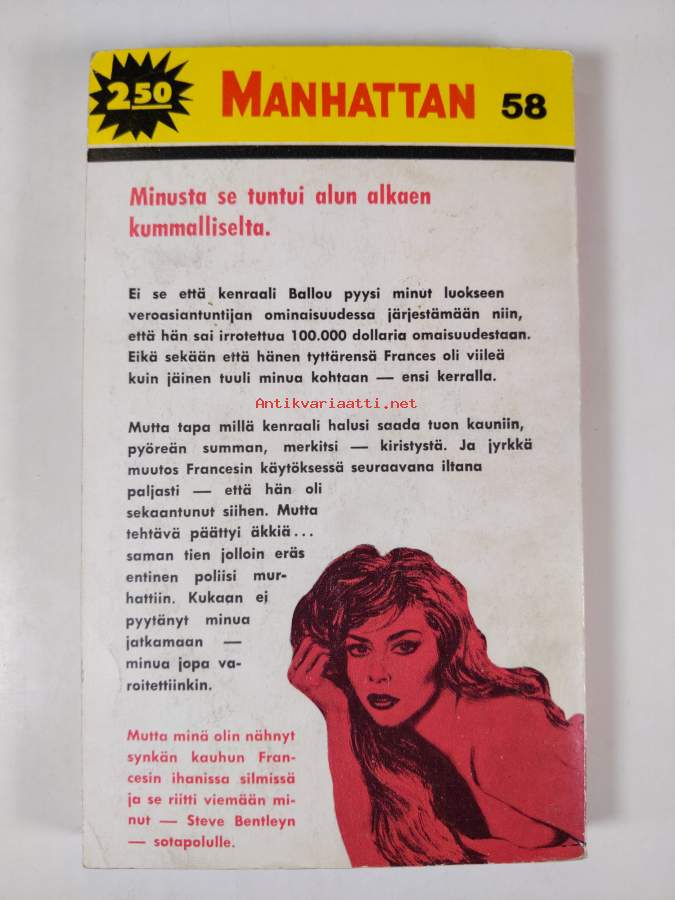 2.50
MANHATTAN 58
Minusta se tuntui alun alkaen
kummalliselta.
Ei se että kenraali Ballou pyysi minut luokseen
veroasiantuntijan ominaisuudessa järjestämään niin,
että hän sai irrotettua 100.000 dollaria omaisuudestaan.
Eikä sekään että hänen tyttärensä Frances oli viileä
kuin jäinen tuuli minua kohtaan — ensi kerralla.
Antikvariaatti.net
Mutta tapa millä kenraali halusi saada tuon kauniin,
pyöreän summan, merkitsi — kiristystä. Ja jyrkkä
muutos Francesin käytöksessä seuraavana iltana
paljasti — että hän oli
sekaantunut siihen. Mutta
tehtävä päättyi äkkiä...
saman tien jolloin eräs
entinen poliisi mur-
hattiin. Kukaan ei
pyytänyt minua
jatkamaan —
minua jopa va-
roitettiinkin.
Mutta minä olin nähnyt
synkän kauhun Fran-
cesin ihanissa silmissä
ja se riitti viemään mi-
nut — Steve Bentleyn
— sotapolulle.